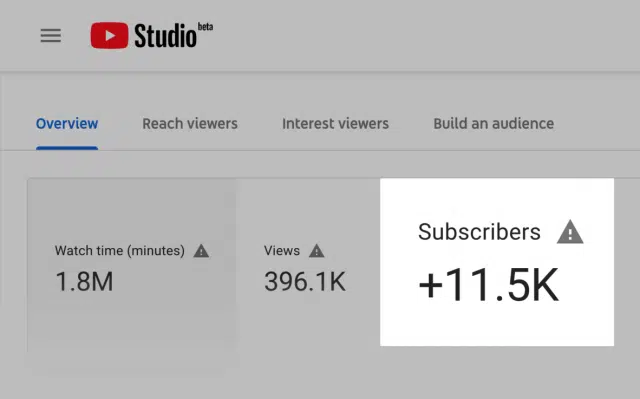 Studio beta
Overview Reach viewers Interest viewers Build an audience
Watch time (minutes) Views Subscribers
1.8M 396.1K +11.5K